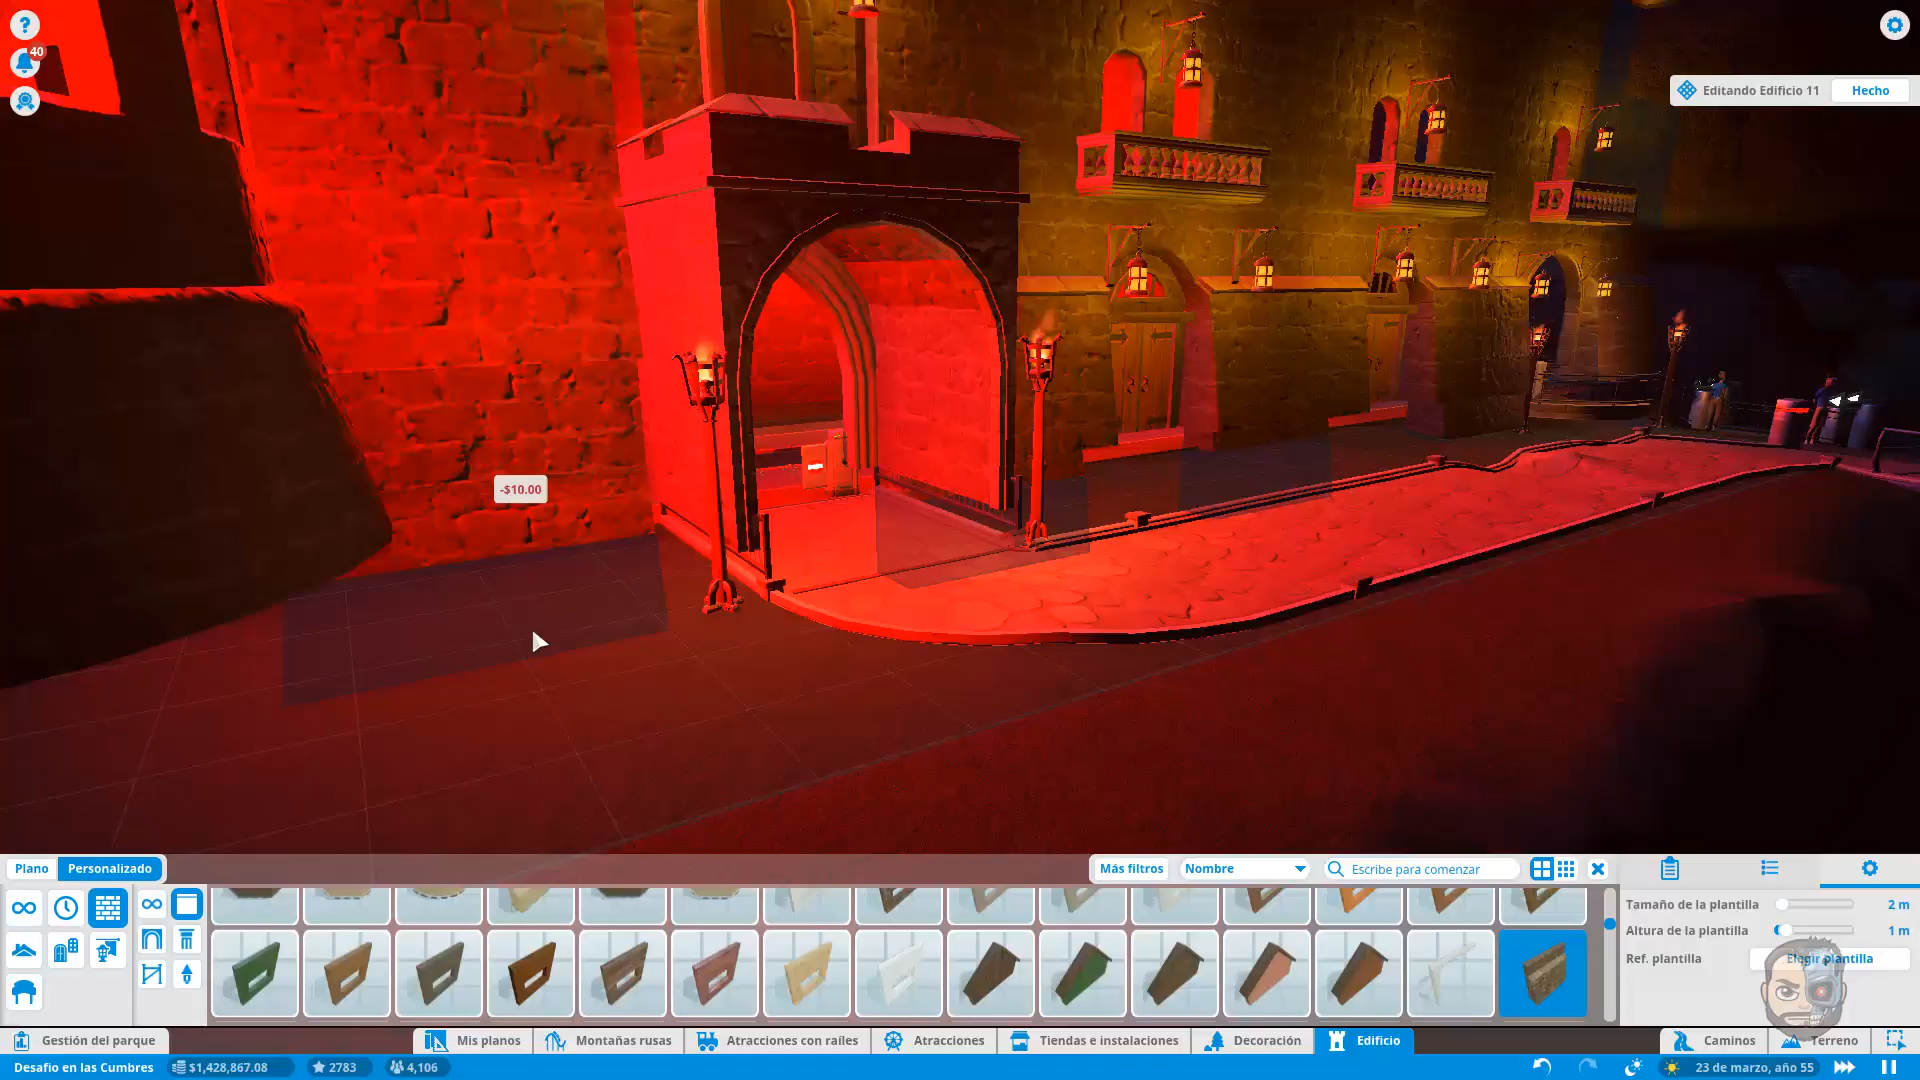 ?
40
Editando Edificio 11
Hecho
-$10.00
Plano
Personalizado
Más filtros
Nombre
Escribe para comenzar
Tamaño de la plantilla
2 m
Altura de la plantilla
1 m
Ref. plantilla
Elegir plantilla
Gestión del parque
Mis planos
Montañas rusas
Atracciones con raíles
Atracciones
Tiendas e instalaciones
Decoración
Edificio
Caminos
Terreno
Desafío en las Cumbres
$1,428,867.08
2783
4,106
23 de marzo, año 55